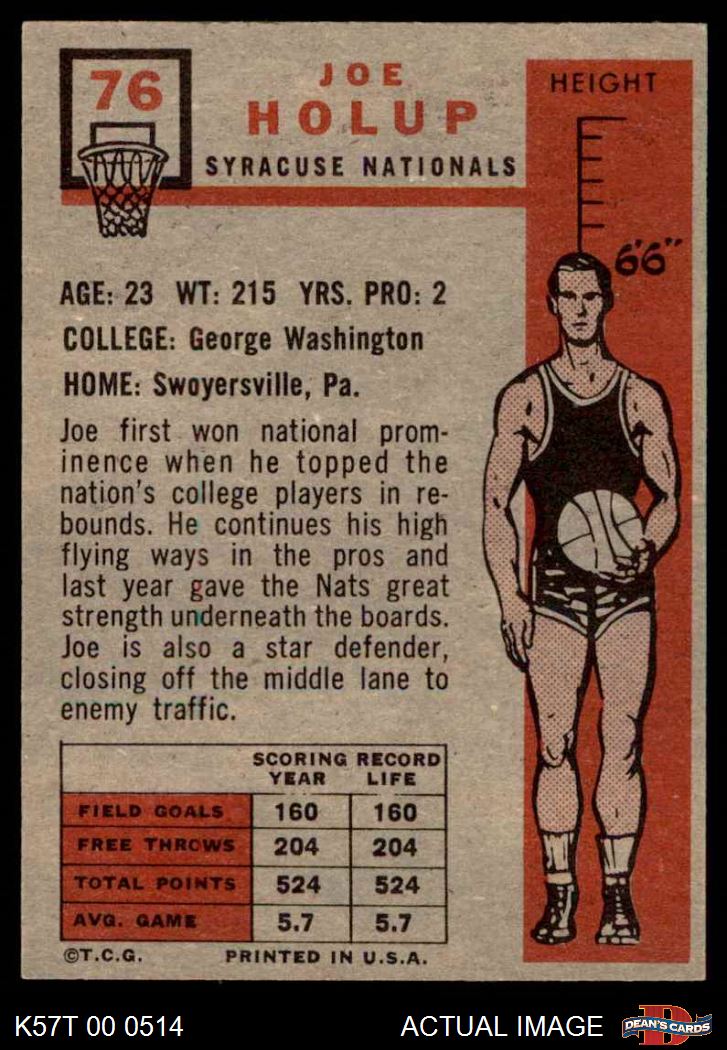 76
JOE
HOLUP
SYRACUSE NATIONALS
HEIGHT
6'6"
AGE: 23 WT: 215 YRS. PRO: 2
COLLEGE: George Washington
HOME: Swoyersville, Pa.
Joe first won national prom-
inence when he topped the
nation's college players in re-
bounds. He continues his high
flying ways in the pros and
last year gave the Nats great
strength underneath the boards.
Joe is also a star defender,
closing off the middle lane to
enemy traffic.
SCORING RECORD
YEAR LIFE
FIELD GOALS 160 160
FREE THROWS 204 204
TOTAL POINTS 524 524
AVG. GAME 5.7 5.7
©T.C.G. PRINTED IN U.S.A.
K57T 00 0514 ACTUAL IMAGE
D
DEAN'S CARDS